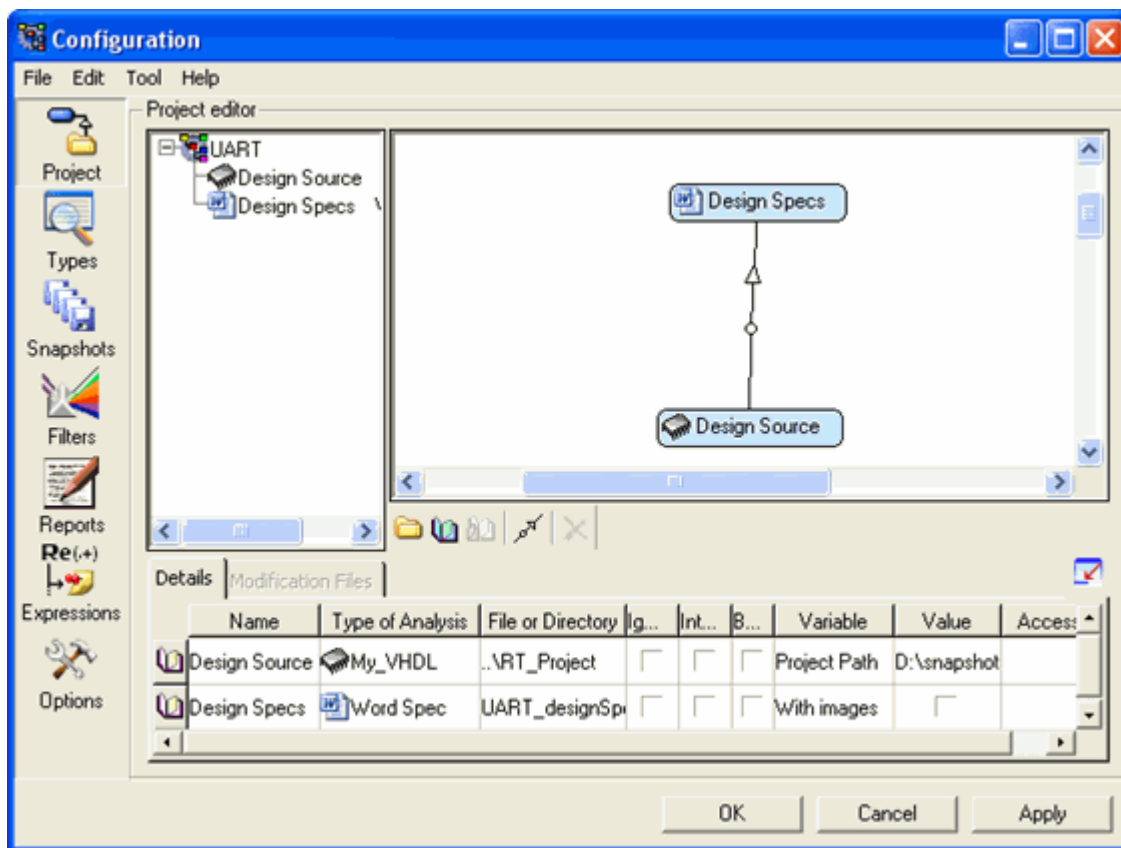 Configuration
File Edit Tool Help
Project editor
Project
Types
Snapshots
Filters
Reports
Re(.+)
Expressions
Options
UART
Design Source
Design Specs \
Design Specs
Design Source
Details Modification Files
Name Type of Analysis File or Directory Ig... Int... B... Variable Value Access
Design Source My_VHDL ..\RT_Project Project Path D:\snapshot
Design Specs Word Spec UART_designSp With images
OK Cancel Apply